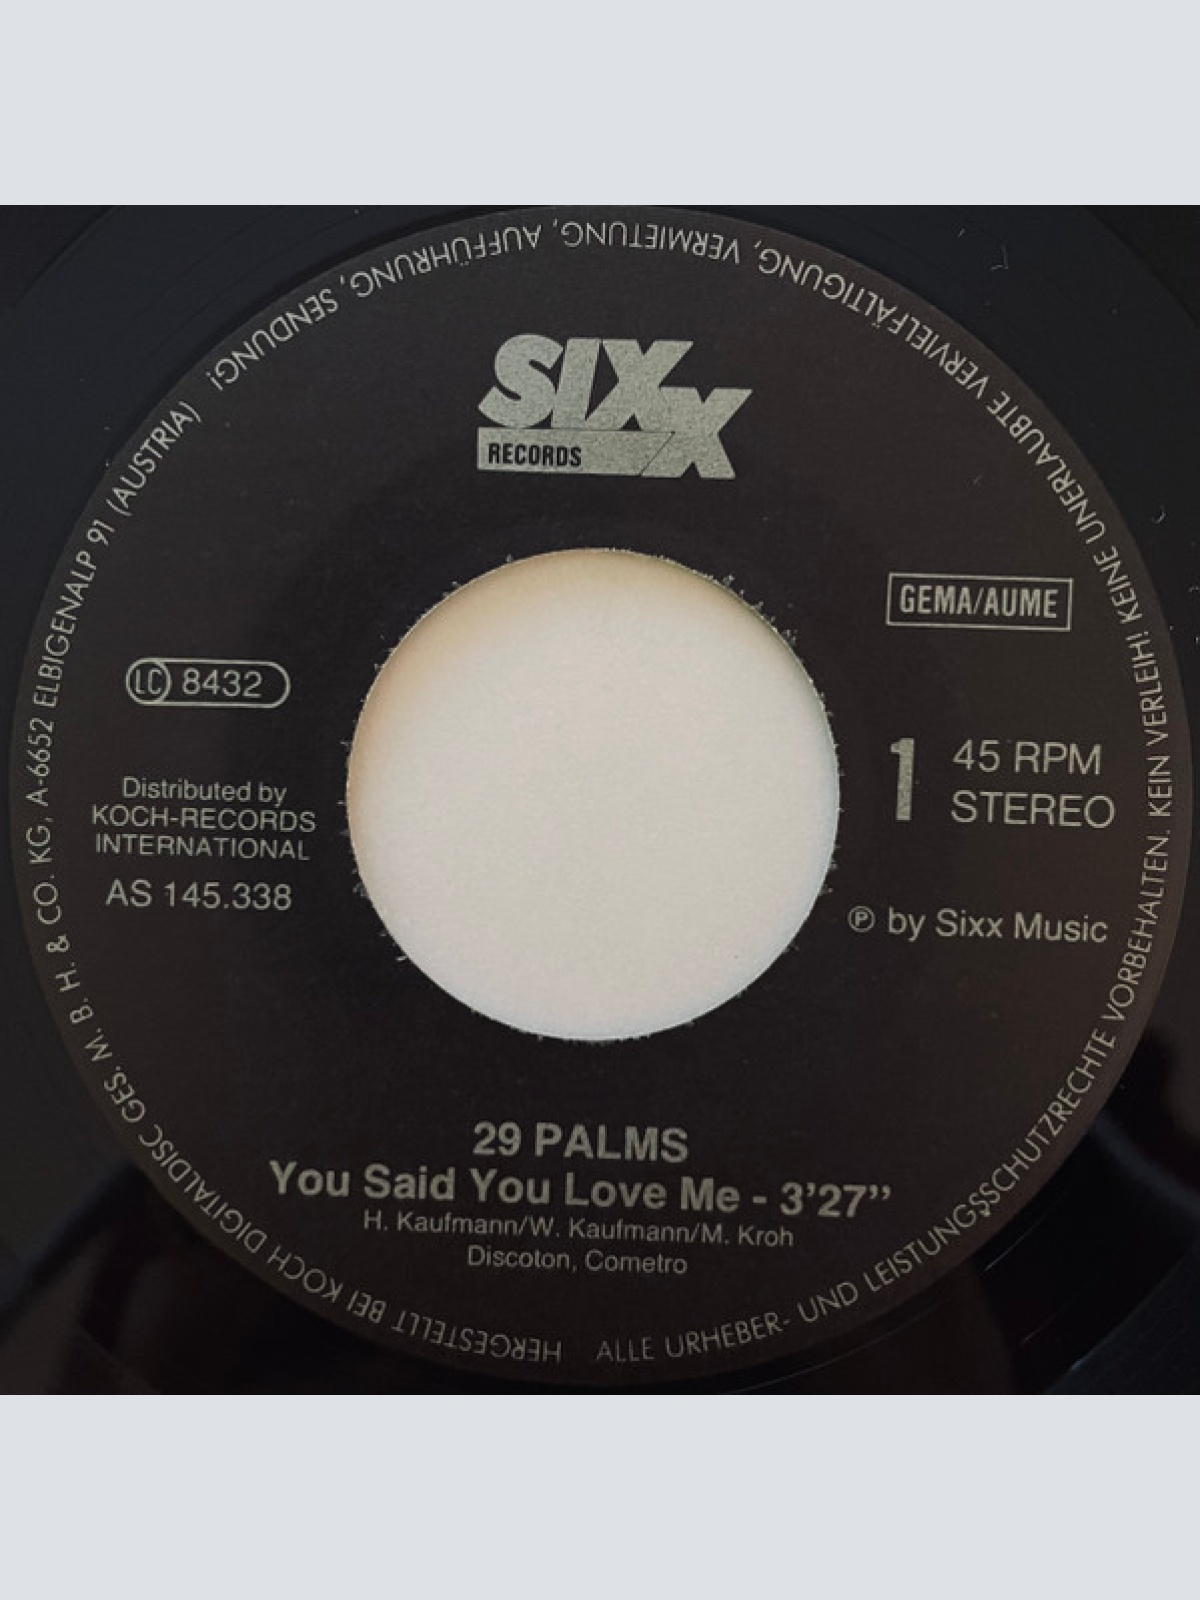 SIXX
RECORDS
GEMA/AUME
LC 8432
1
45 RPM
STEREO
Distributed by
KOCH-RECORDS
INTERNATIONAL
AS 145.338
℗ by Sixx Music
29 PALMS
You Said You Love Me - 3'27"
H. Kaufmann/W. Kaufmann/M. Kroh
Discoton, Cometro
ALLE URHEBER- UND LEISTUNGSSCHUTZRECHTE VORBEHALTEN. KEIN VERLEIH! KEINE UNERLAUBTE VERVIELFÄLTIGUNG, VERMIETUNG, AUFFÜHRUNG, SENDUNG!
HERGESTELLT BEI KOCH DIGITALDISC GES. M. B. H. & CO. KG, A-6652 ELBIGENALP 91 (AUSTRIA)